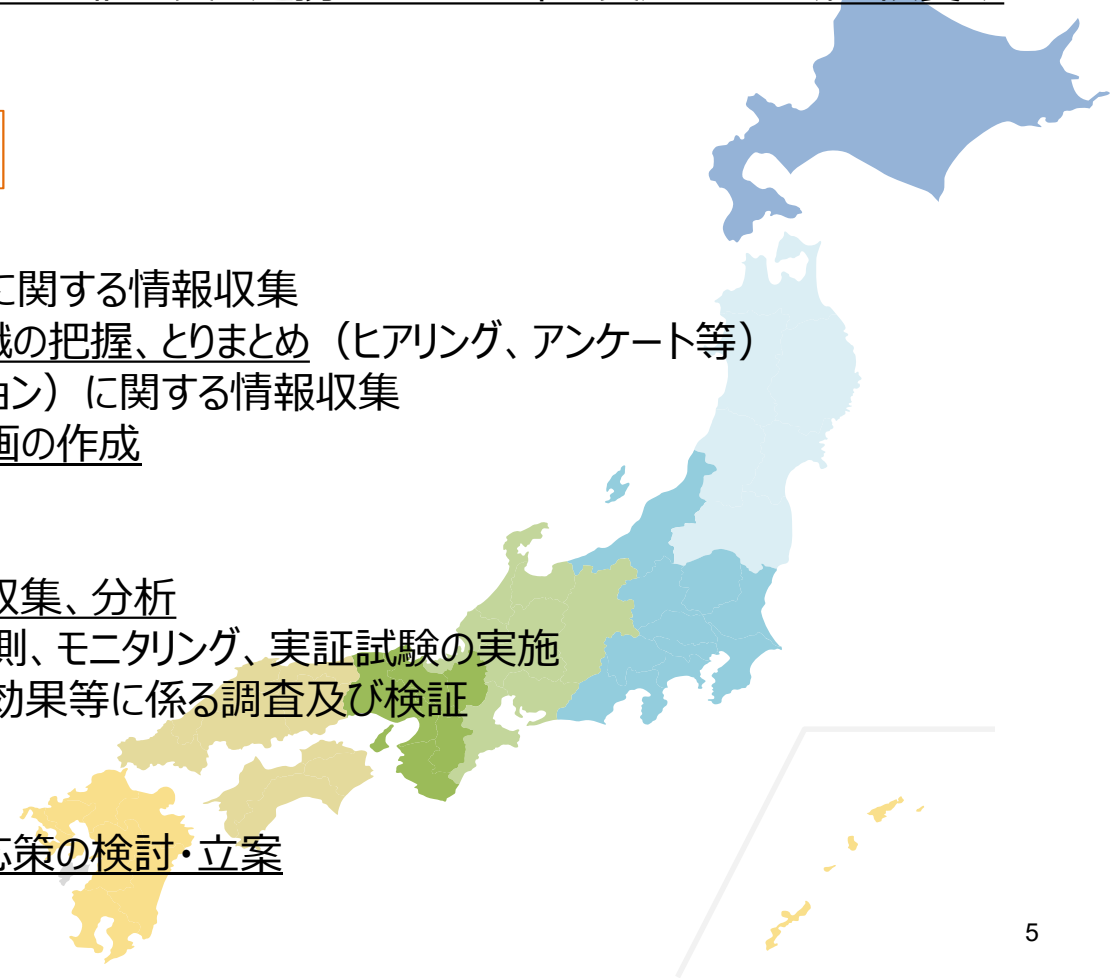 に関する情報収集
の把握、とりまとめ（ヒアリング、アンケート等）
ョン）に関する情報収集
画の作成
収集、分析
測、モニタリング、実証試験の実施
効果等に係る調査及び検証
応策の検討・立案
5